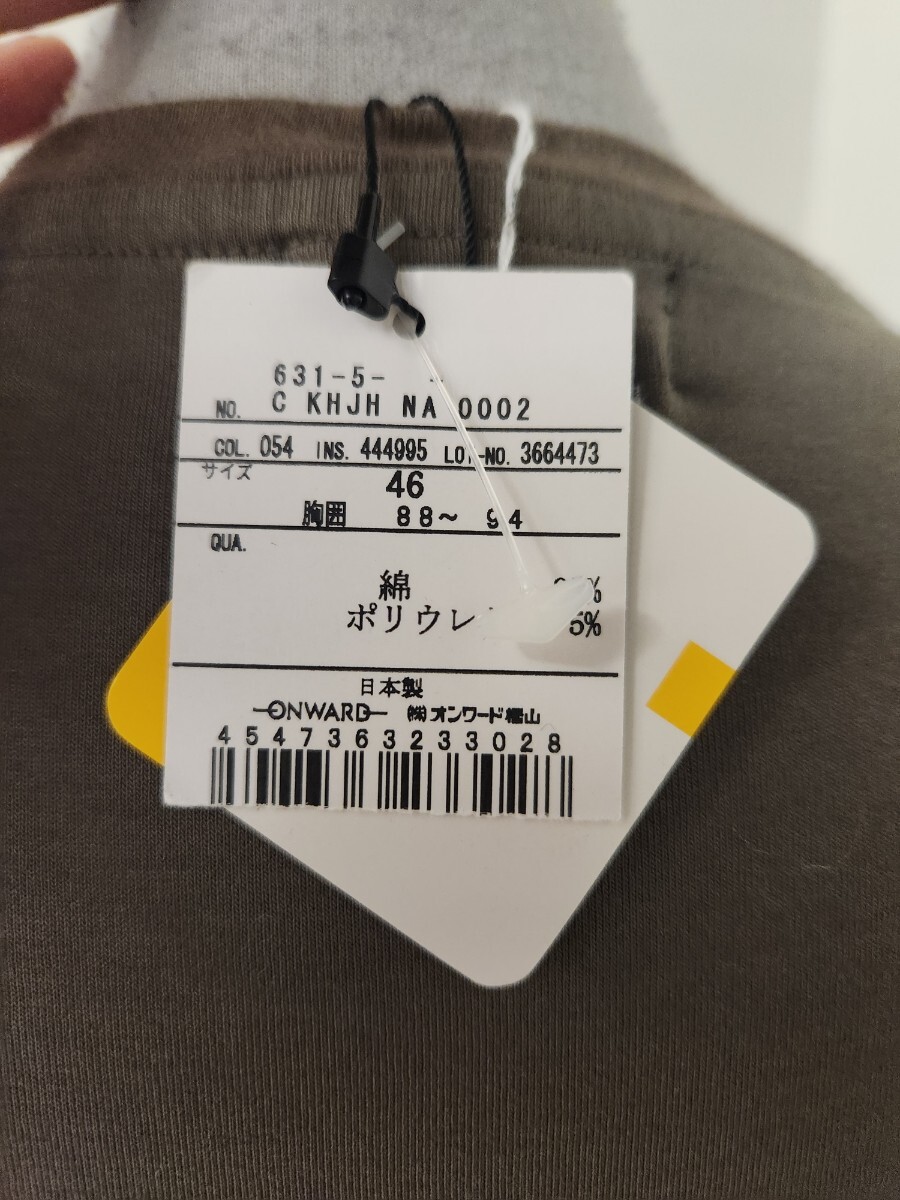 631-5-　-
NO. C KHJH NA 0002
COL. 054 INS. 444995 LOT-NO. 3664473
サイズ
46
胸囲 88～ 94
QUA.
綿
ポリウレ 5%
日本製
ONWARD ㈱オンワード樫山
4547363233028